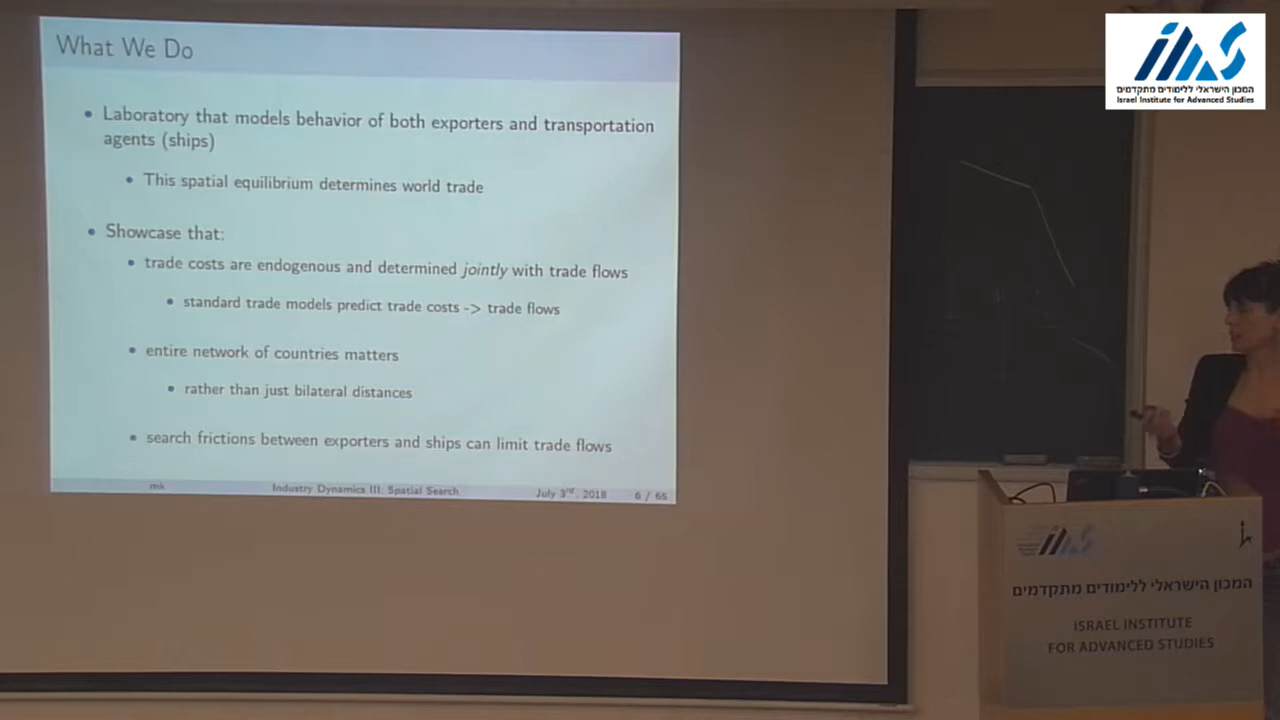 What We Do
• Laboratory that models behavior of both exporters and transportation
agents (ships)
• This spatial equilibrium determines world trade
• Showcase that:
• trade costs are endogenous and determined jointly with trade flows
• standard trade models predict trade costs -> trade flows
• entire network of countries matters
• rather than just bilateral distances
• search frictions between exporters and ships can limit trade flows
mk Industry Dynamics III: Spatial Search July 3rd, 2018 6 / 65
המכון הישראלי ללימודים מתקדמים
Israel Institute for Advanced Studies
המכון הישראלי ללימודים מתקדמים
ISRAEL INSTITUTE
FOR ADVANCED STUDIES